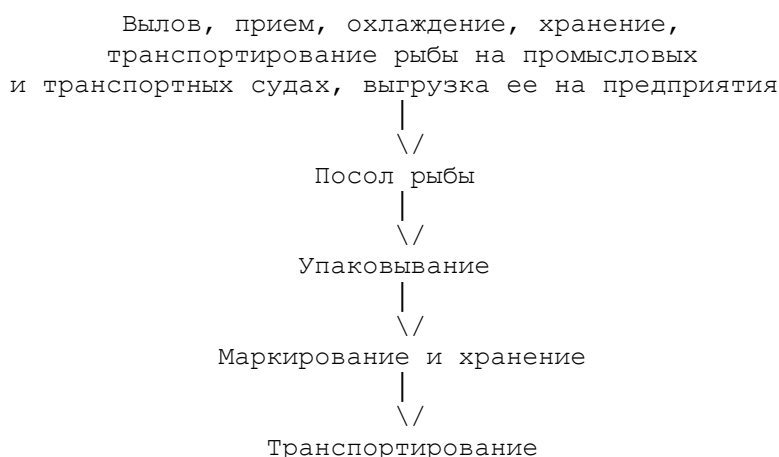 Вылов, прием, охлаждение, хранение,
транспортирование рыбы на промысловых
и транспортных судах, выгрузка ее на предприятия
|
\/
Посол рыбы
|
\/
Упаковывание
|
\/
Маркирование и хранение
|
\/
Транспортирование